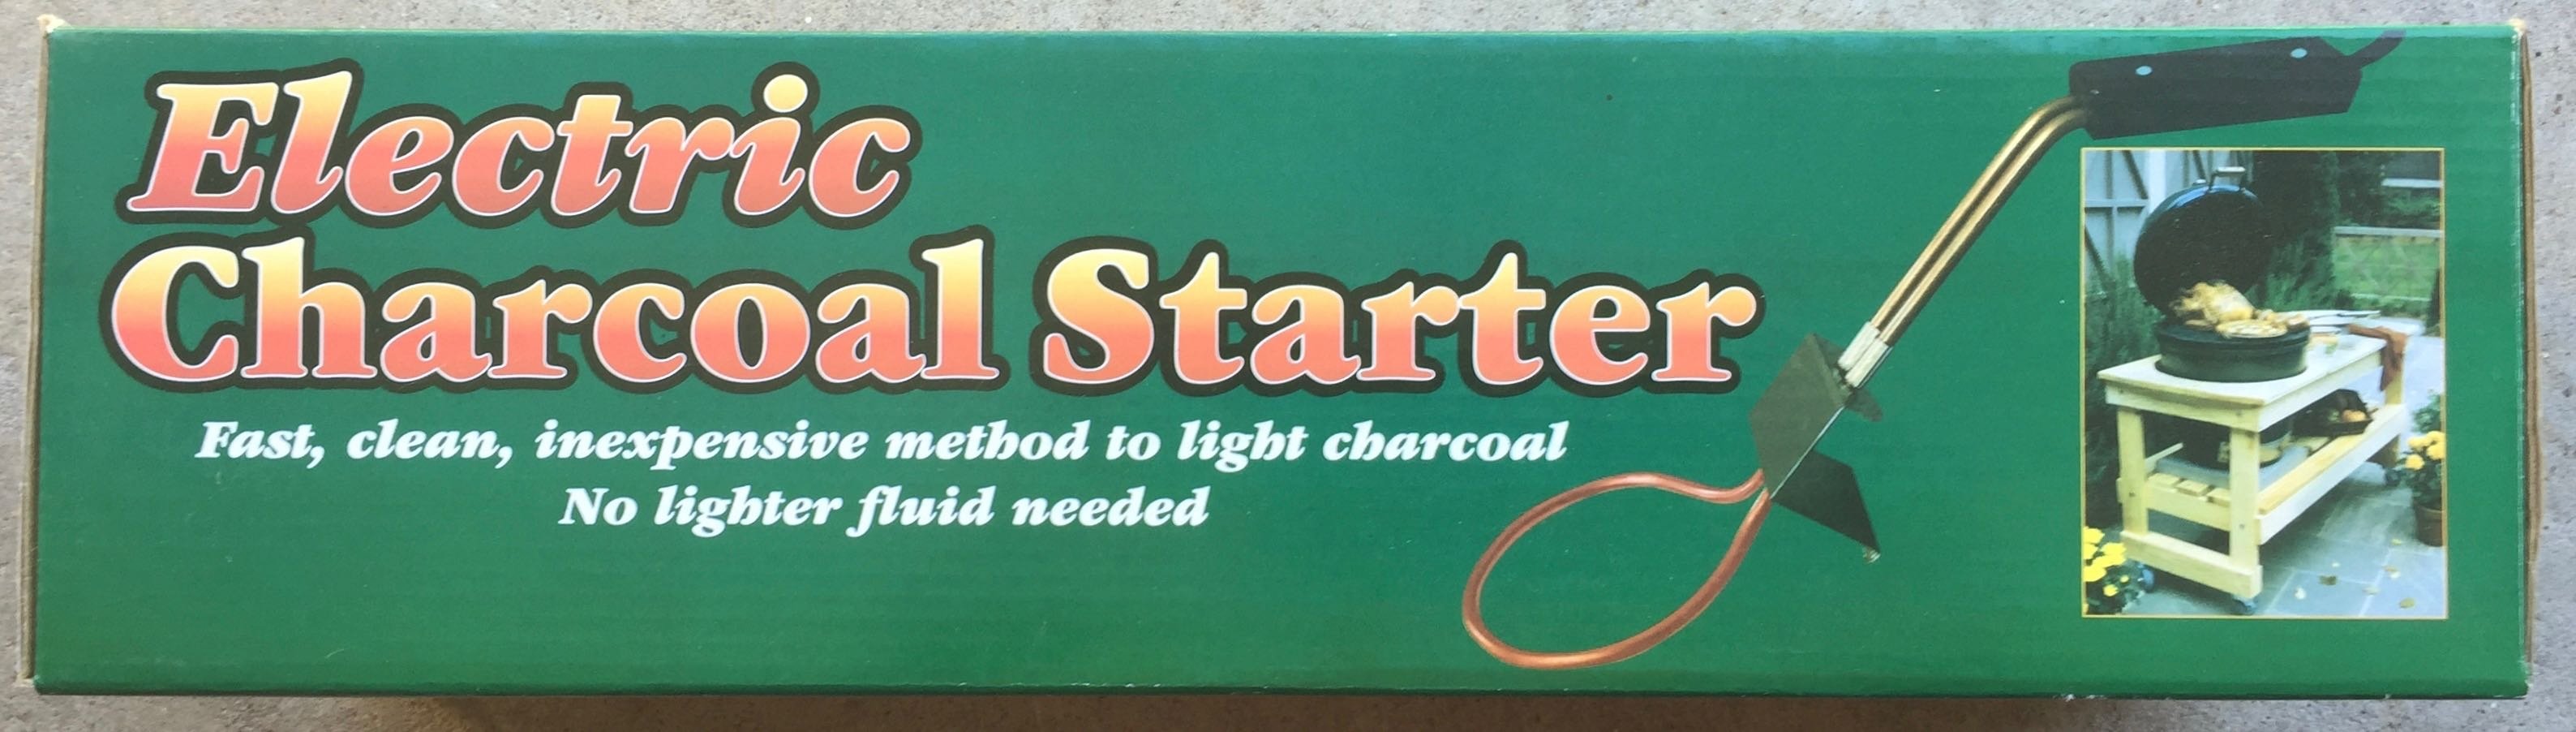 Electric
Charcoal Starter
Fast, clean, inexpensive method to light charcoal
No lighter fluid needed